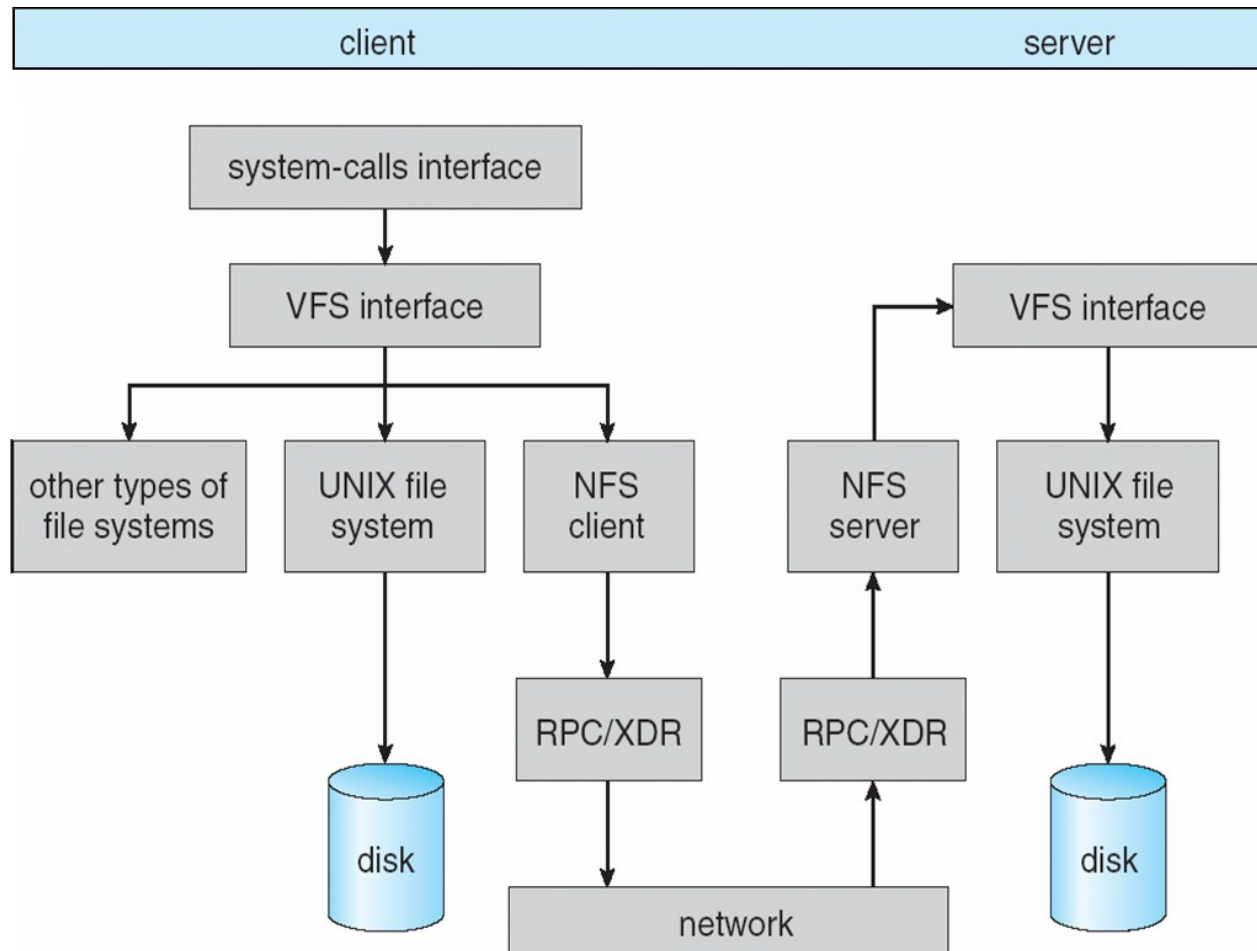 client
server
system-calls interface
VFS interface
VFS interface
other types of
file systems
UNIX file
system
NFS
client
NFS
server
UNIX file
system
RPC/XDR
RPC/XDR
disk
disk
network